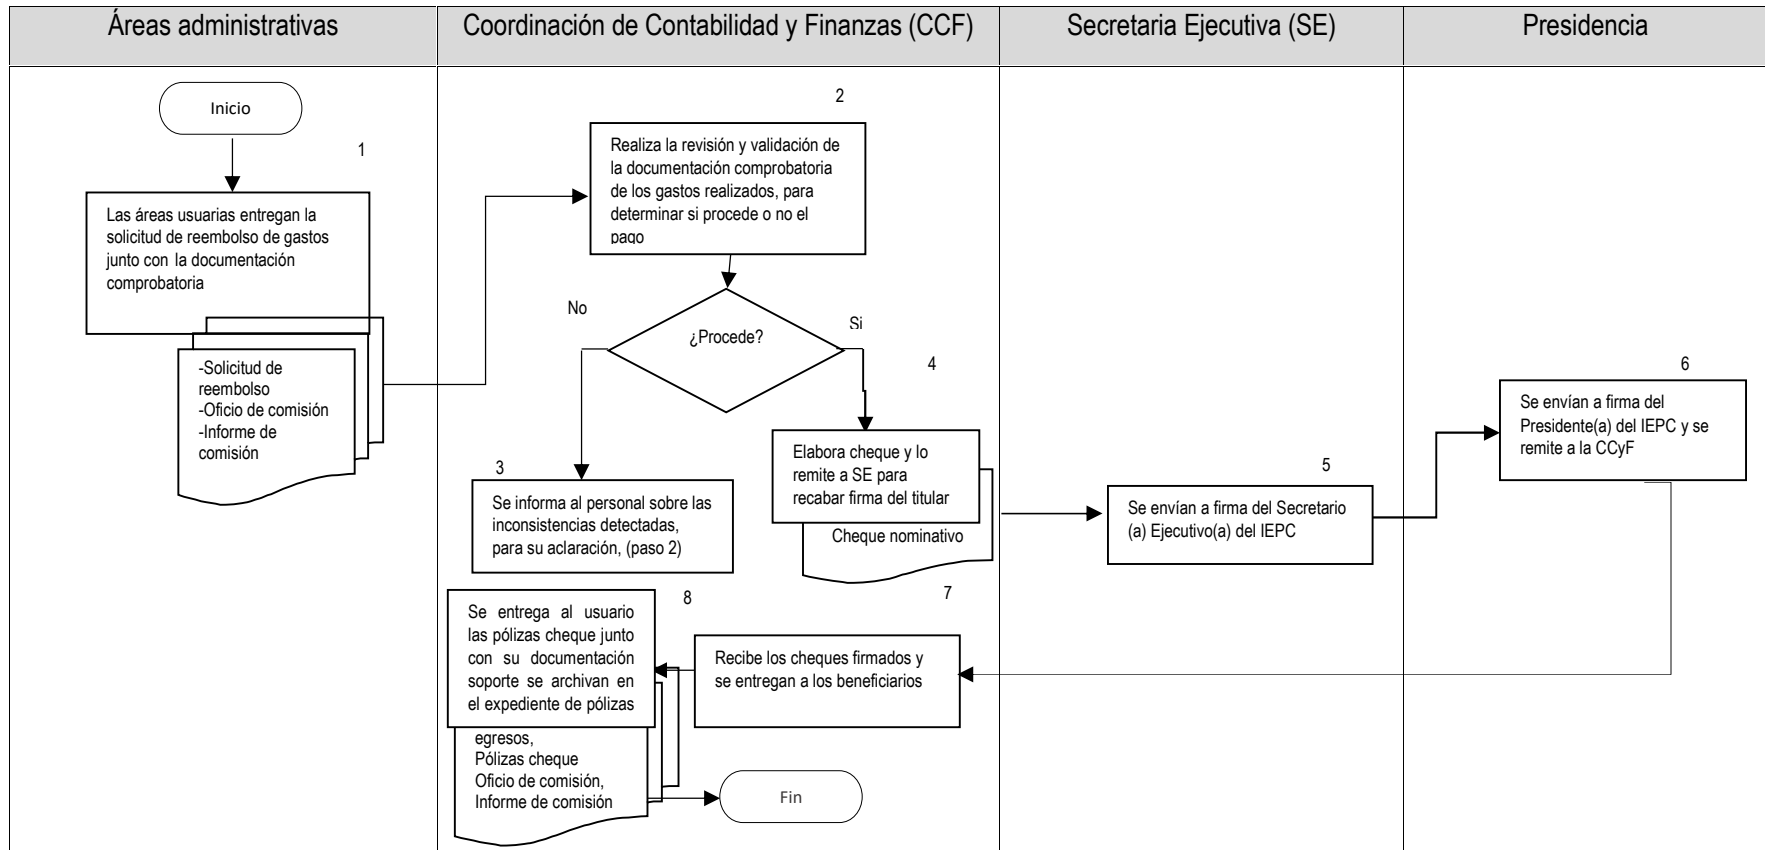 Áreas administrativas
Coordinación de Contabilidad y Finanzas (CCF)
Secretaria Ejecutiva (SE)
Presidencia
Inicio
1
Las áreas usuarias entregan la
solicitud de reembolso de gastos
junto con la documentación
comprobatoria
-Solicitud de
reembolso
-Oficio de comisión
-Informe de
comisión
2
Realiza la revisión y validación de
la documentación comprobatoria
de los gastos realizados, para
determinar si procede o no el
pago
No
¿Procede?
Si
3
Se informa al personal sobre las
inconsistencias detectadas,
para su aclaración, (paso 2)
4
Elabora cheque y lo
remite a SE para
recabar firma del titular
Cheque nominativo
5
Se envían a firma del Secretario
(a) Ejecutivo(a) del IEPC
6
Se envían a firma del
Presidente(a) del IEPC y se
remite a la CCyF
7
Recibe los cheques firmados y
se entregan a los beneficiarios
8
Se entrega al usuario
las pólizas cheque junto
con su documentación
soporte se archivan en
el expediente de pólizas
egresos,
Pólizas cheque
Oficio de comisión,
Informe de comisión
Fin